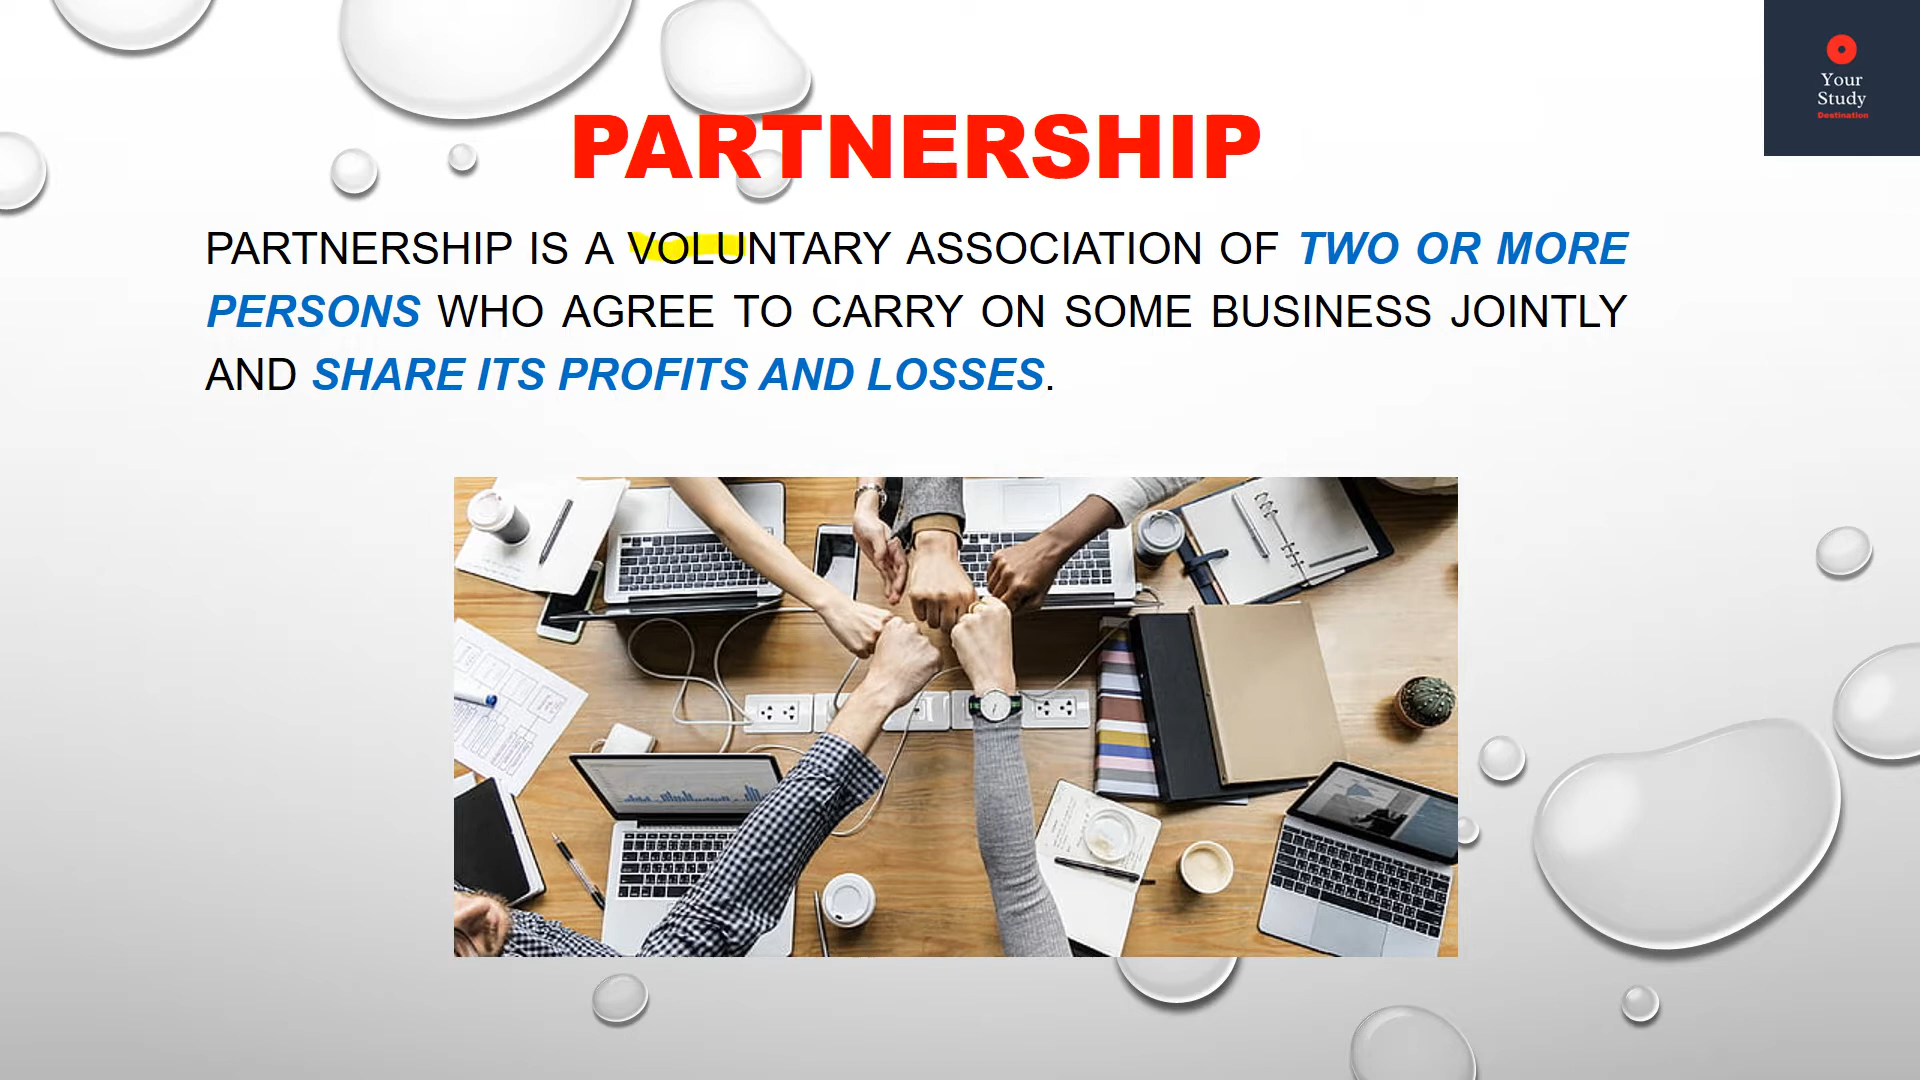 PARTNERSHIP
PARTNERSHIP IS A VOLUNTARY ASSOCIATION OF TWO OR MORE
PERSONS WHO AGREE TO CARRY ON SOME BUSINESS JOINTLY
AND SHARE ITS PROFITS AND LOSSES.
Your
Study
Destination